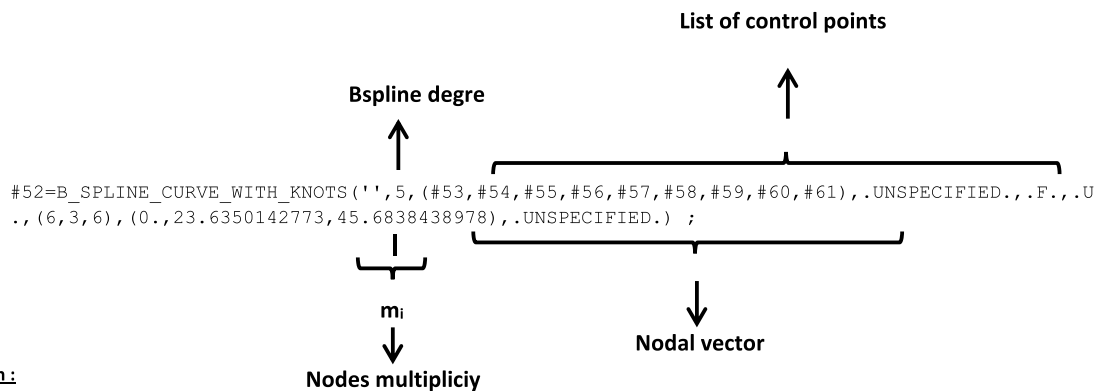 List of control points
Bspline degre
#52=B_SPLINE_CURVE_WITH_KNOTS('',5,(#53,#54,#55,#56,#57,#58,#59,#60,#61),.UNSPECIFIED.,.F.,.U
.,(6,3,6),(0.,23.6350142773,45.6838438978),.UNSPECIFIED.) ;
mi
Nodal vector
Nodes multipliciy
n :